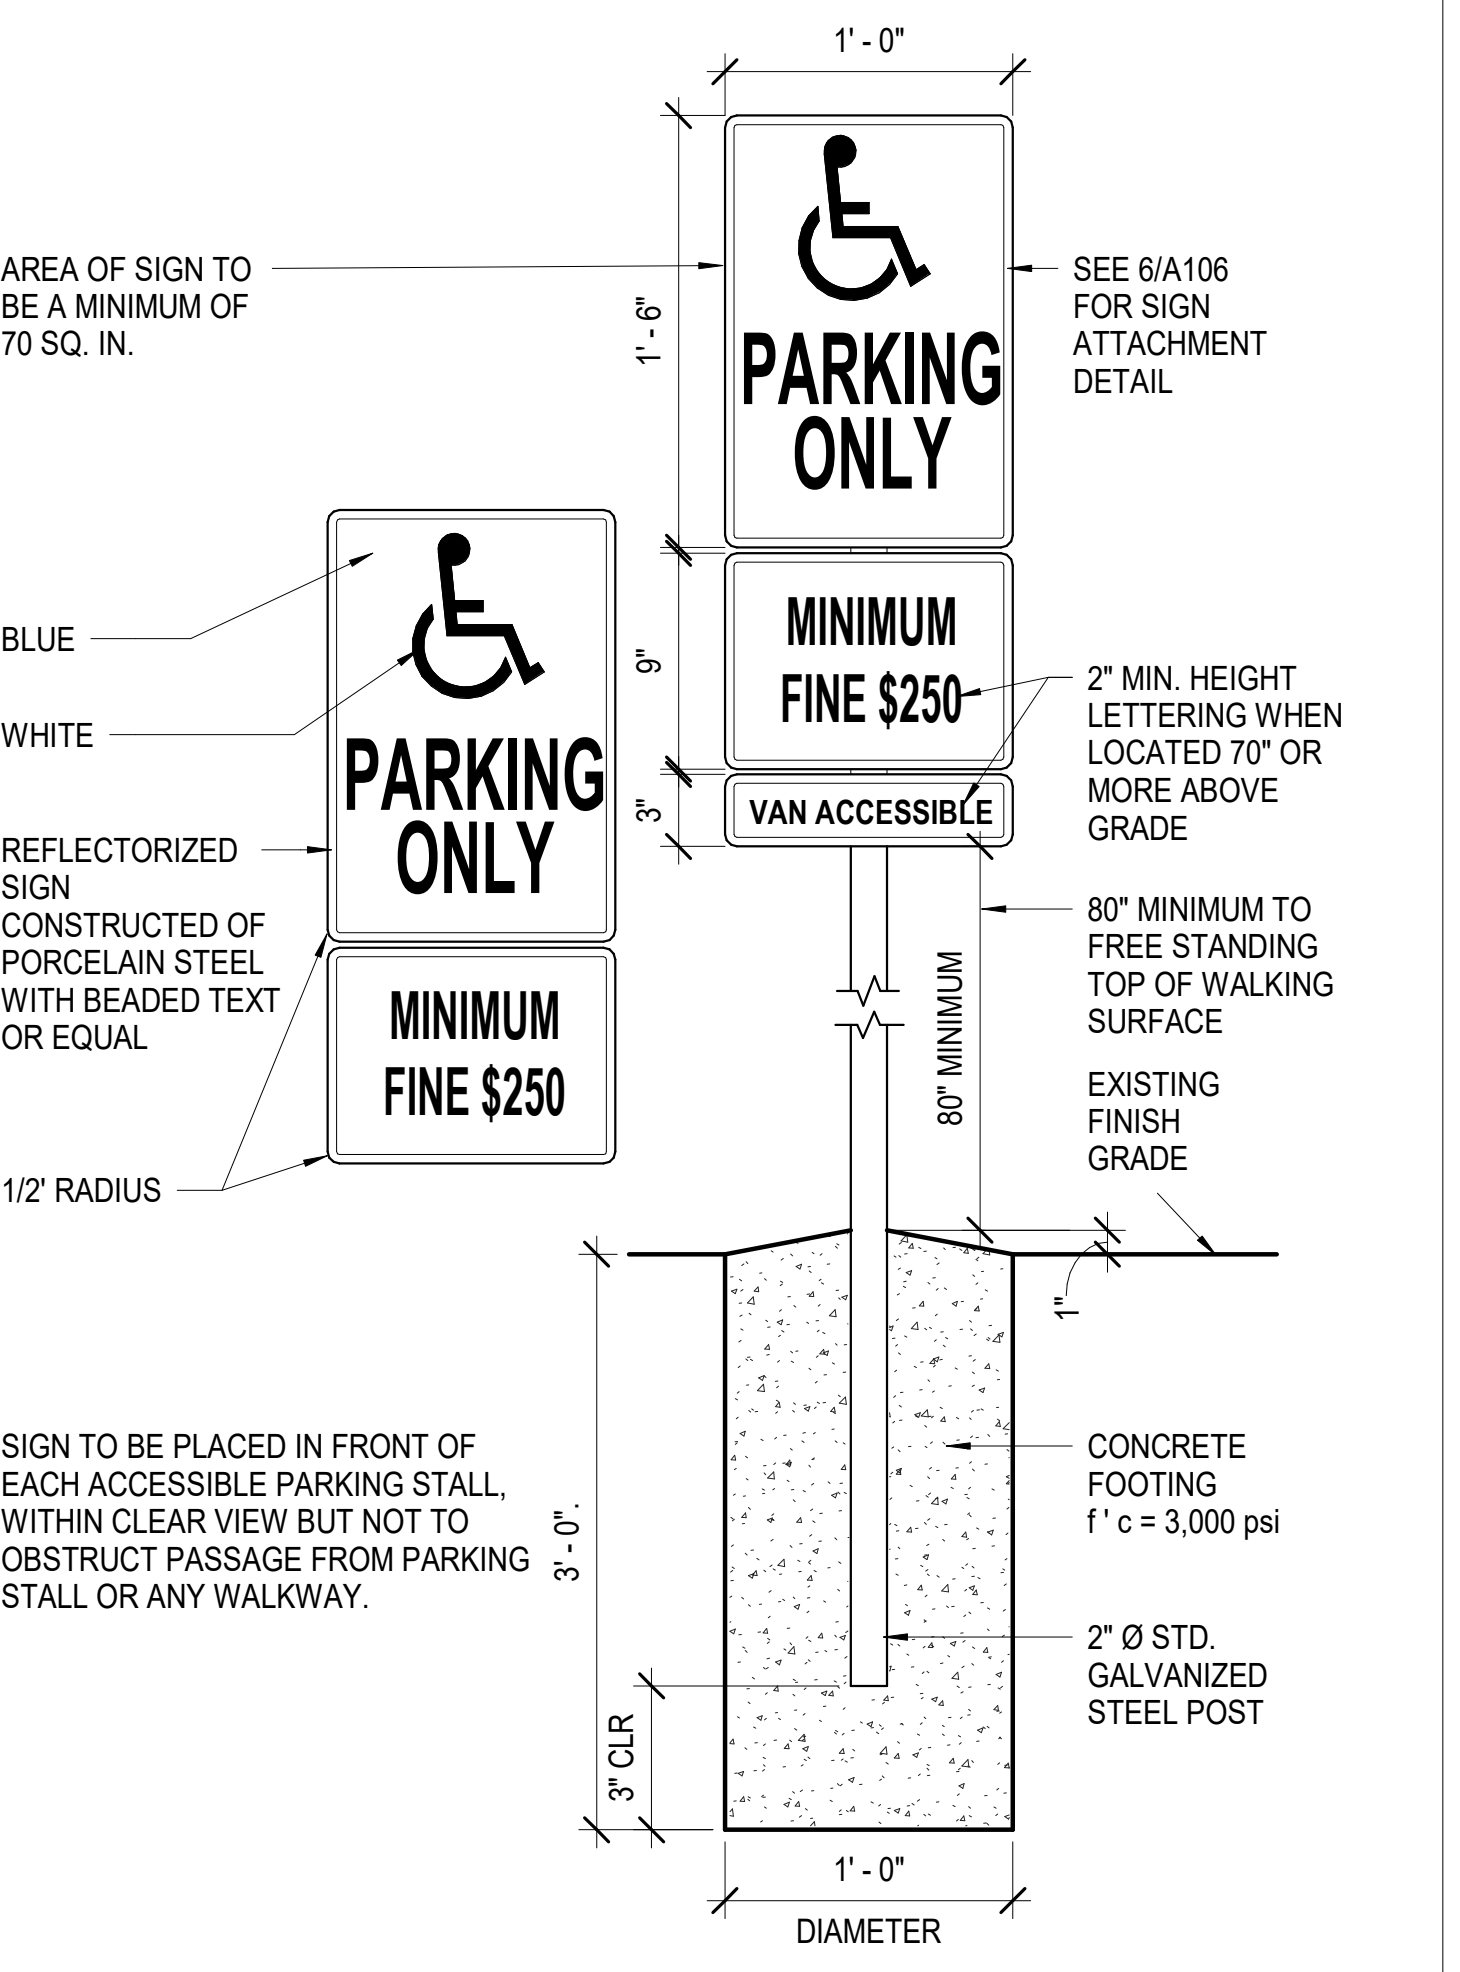 1' - 0"
AREA OF SIGN TO
BE A MINIMUM OF
70 SQ. IN.
1' - 6"
PARKING
ONLY
SEE 6/A106
FOR SIGN
ATTACHMENT
DETAIL
BLUE
WHITE
REFLECTORIZED
SIGN
CONSTRUCTED OF
PORCELAIN STEEL
WITH BEADED TEXT
OR EQUAL
1/2' RADIUS
PARKING
ONLY
MINIMUM
FINE $250
9"
MINIMUM
FINE $250
3"
VAN ACCESSIBLE
2" MIN. HEIGHT
LETTERING WHEN
LOCATED 70" OR
MORE ABOVE
GRADE
80" MINIMUM
80" MINIMUM TO
FREE STANDING
TOP OF WALKING
SURFACE
EXISTING
FINISH
GRADE
1"
SIGN TO BE PLACED IN FRONT OF
EACH ACCESSIBLE PARKING STALL,
WITHIN CLEAR VIEW BUT NOT TO
OBSTRUCT PASSAGE FROM PARKING
STALL OR ANY WALKWAY.
3' - 0".
3" CLR
CONCRETE
FOOTING
f ' c = 3,000 psi
2" Ø STD.
GALVANIZED
STEEL POST
1' - 0"
DIAMETER